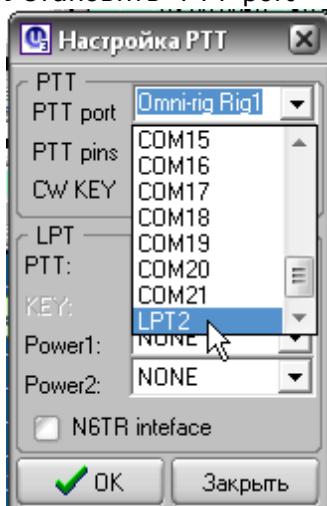 Настройка PTT
PTT
PTT port
Omni-rig Rig1
PTT pins
COM15
COM16
CW KEY
COM17
COM18
LPT
COM19
PTT:
COM20
KEY:
COM21
LPT2
Power1:
NONE
Power2:
NONE
N6TR inteface
OK
Закрыть